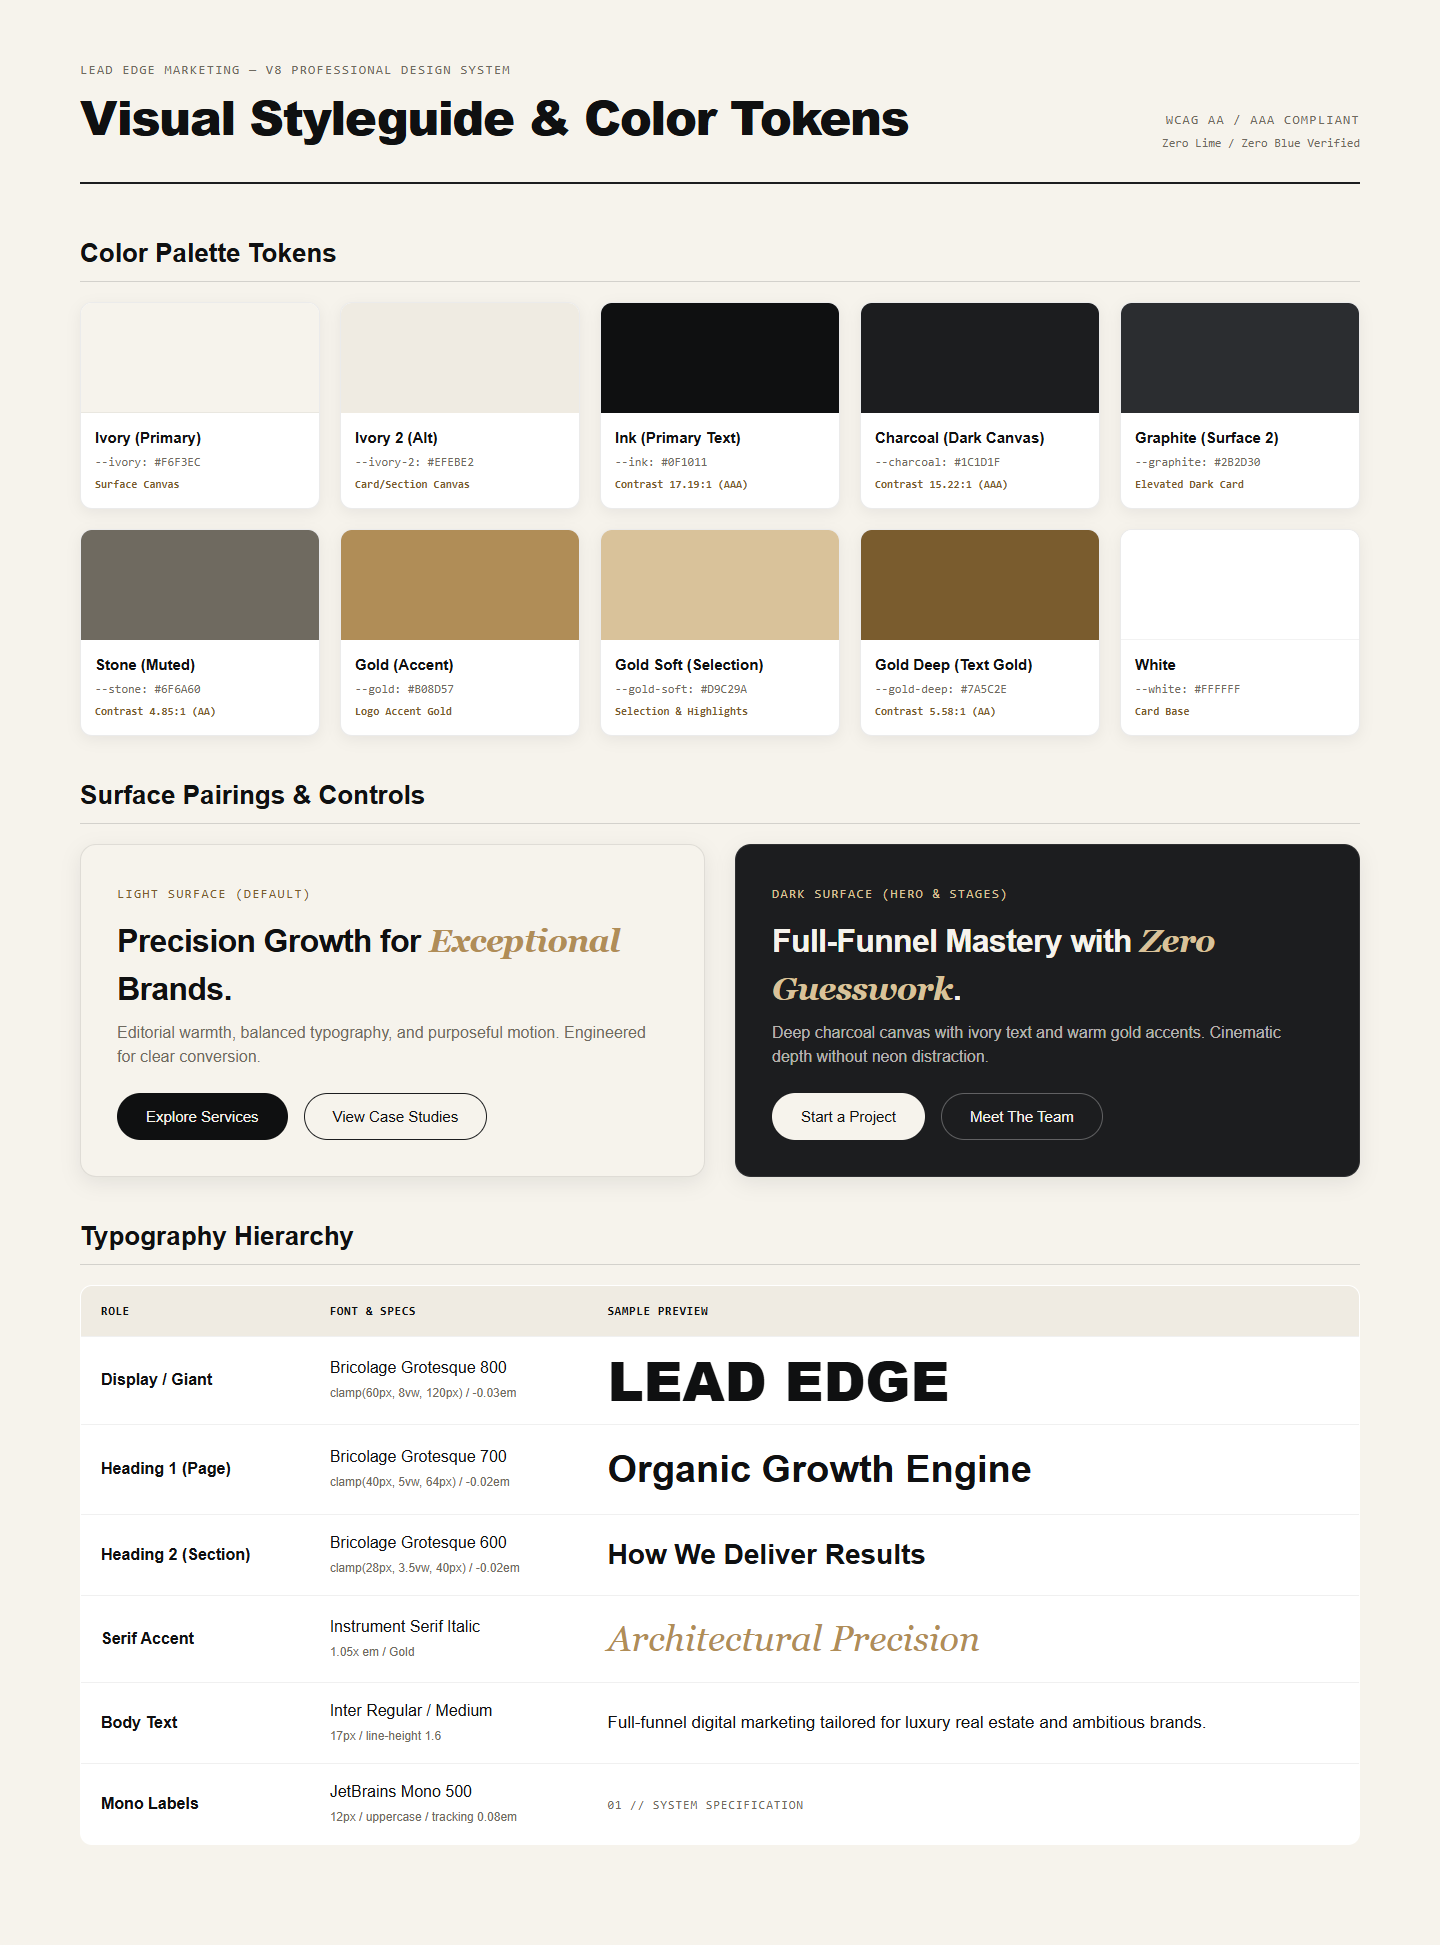 LEAD EDGE MARKETING — V8 PROFESSIONAL DESIGN SYSTEM
Visual Styleguide & Color Tokens
WCAG AA / AAA COMPLIANT
Zero Lime / Zero Blue Verified
Color Palette Tokens
Ivory (Primary)
--ivory: #F6F3EC
Surface Canvas
Ivory 2 (Alt)
--ivory-2: #EFEBE2
Card/Section Canvas
Ink (Primary Text)
--ink: #0F1011
Contrast 17.19:1 (AAA)
Charcoal (Dark Canvas)
--charcoal: #1C1D1F
Contrast 15.22:1 (AAA)
Graphite (Surface 2)
--graphite: #2B2D30
Elevated Dark Card
Stone (Muted)
--stone: #6F6A60
Contrast 4.85:1 (AA)
Gold (Accent)
--gold: #B08D57
Logo Accent Gold
Gold Soft (Selection)
--gold-soft: #D9C29A
Selection & Highlights
Gold Deep (Text Gold)
--gold-deep: #7A5C2E
Contrast 5.58:1 (AA)
White
--white: #FFFFFF
Card Base
Surface Pairings & Controls
LIGHT SURFACE (DEFAULT)
Precision Growth for Exceptional
Brands.
Editorial warmth, balanced typography, and purposeful motion. Engineered
for clear conversion.
Explore Services
View Case Studies
DARK SURFACE (HERO & STAGES)
Full-Funnel Mastery with Zero
Guesswork.
Deep charcoal canvas with ivory text and warm gold accents. Cinematic
depth without neon distraction.
Start a Project
Meet The Team
Typography Hierarchy
ROLE
FONT & SPECS
SAMPLE PREVIEW
Display / Giant
Bricolage Grotesque 800
clamp(60px, 8vw, 120px) / -0.03em
LEAD EDGE
Heading 1 (Page)
Bricolage Grotesque 700
clamp(40px, 5vw, 64px) / -0.02em
Organic Growth Engine
Heading 2 (Section)
Bricolage Grotesque 600
clamp(28px, 3.5vw, 40px) / -0.02em
How We Deliver Results
Serif Accent
Instrument Serif Italic
1.05x em / Gold
Architectural Precision
Body Text
Inter Regular / Medium
17px / line-height 1.6
Full-funnel digital marketing tailored for luxury real estate and ambitious brands.
Mono Labels
JetBrains Mono 500
12px / uppercase / tracking 0.08em
01 // SYSTEM SPECIFICATION